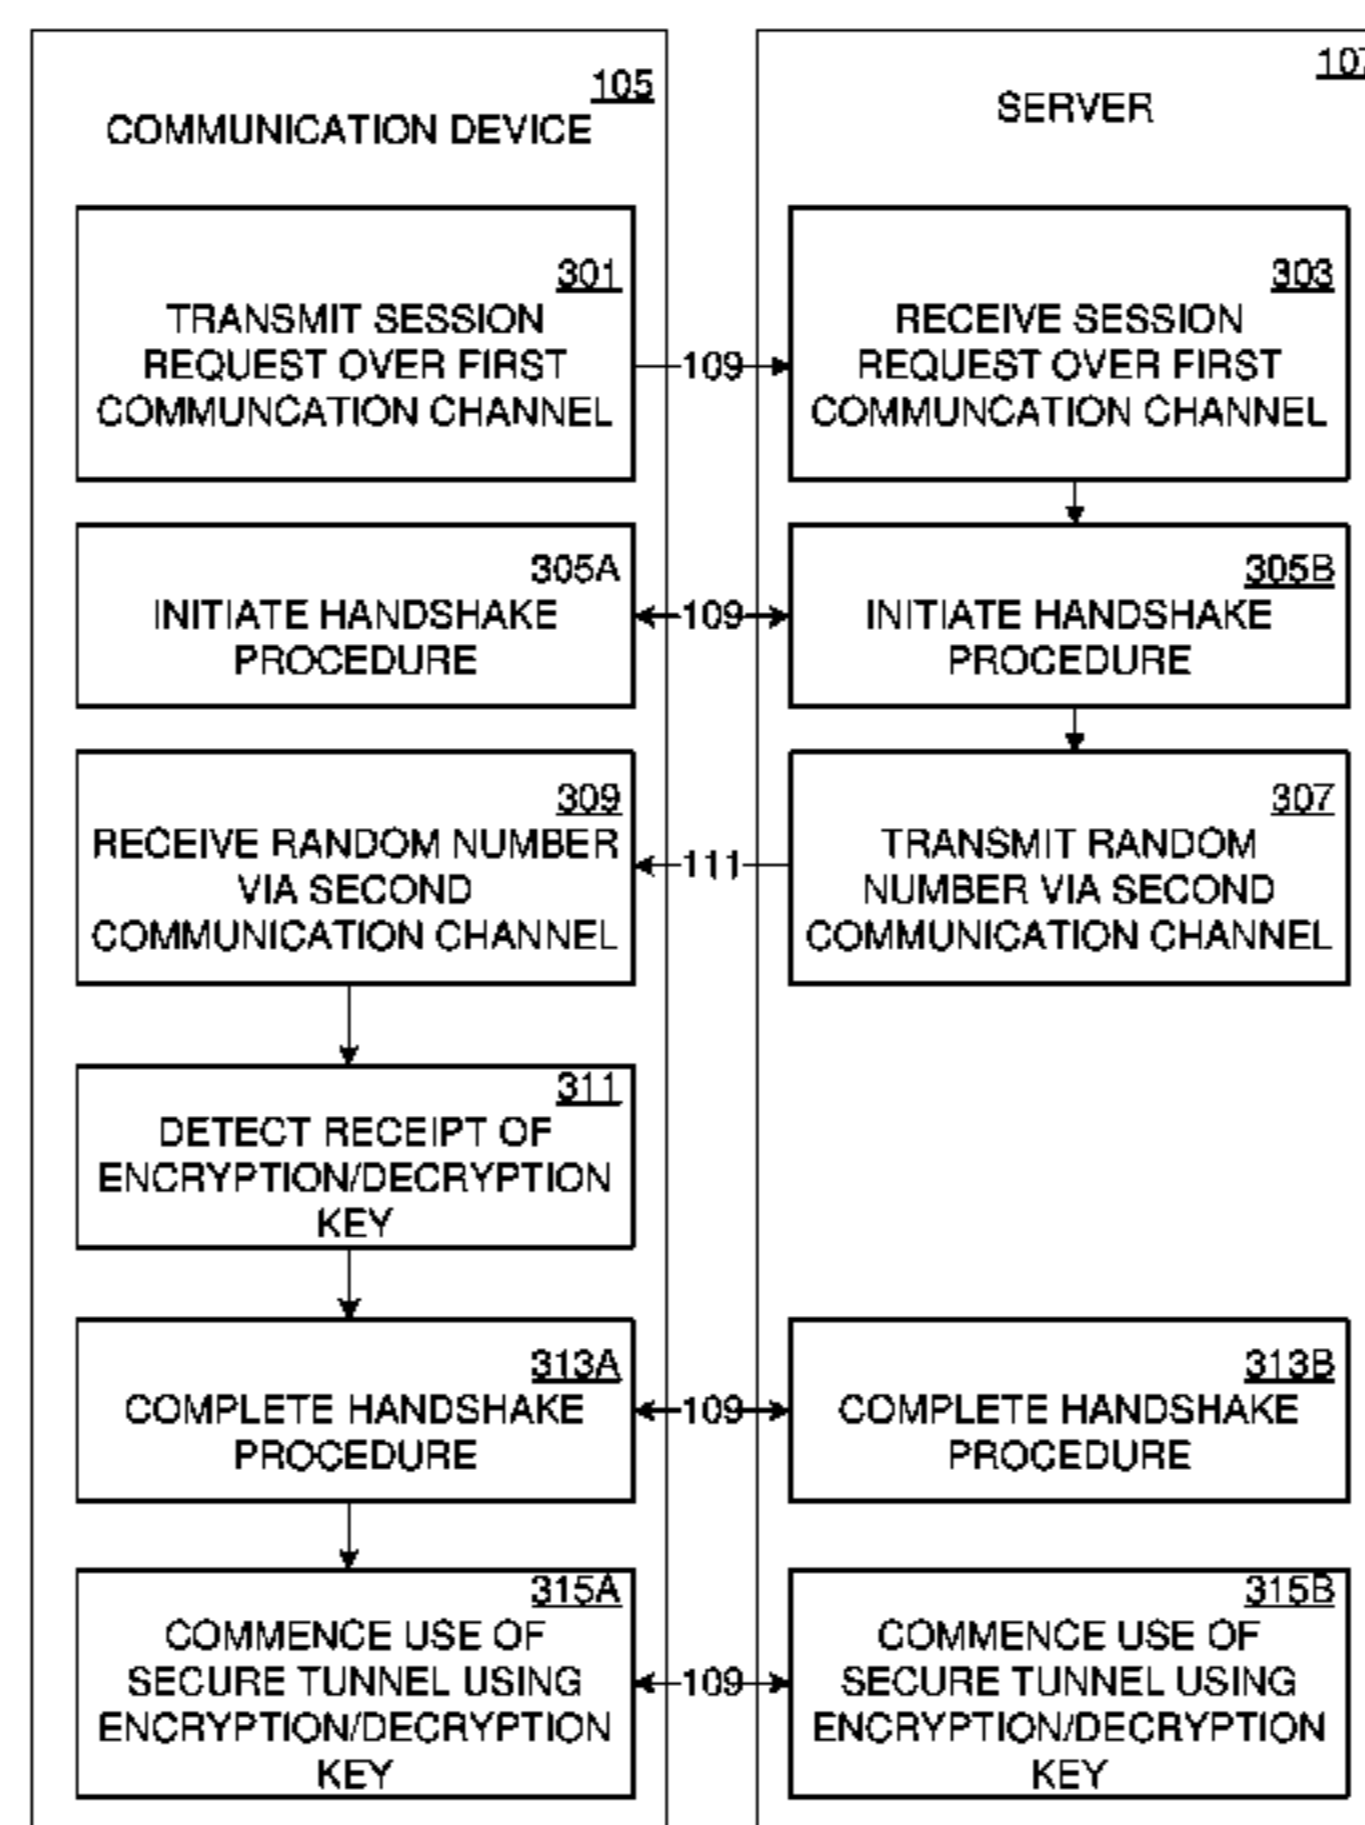 105
COMMUNICATION DEVICE
107
SERVER
301
TRANSMIT SESSION
REQUEST OVER FIRST
COMMUNCATION CHANNEL
109
303
RECEIVE SESSION
REQUEST OVER FIRST
COMMUNCATION CHANNEL
305A
INITIATE HANDSHAKE
PROCEDURE
109
305B
INITIATE HANDSHAKE
PROCEDURE
309
RECEIVE RANDOM NUMBER
VIA SECOND
COMMUNICATION CHANNEL
111
307
TRANSMIT RANDOM
NUMBER VIA SECOND
COMMUNICATION CHANNEL
311
DETECT RECEIPT OF
ENCRYPTION/DECRYPTION
KEY
313A
COMPLETE HANDSHAKE
PROCEDURE
109
313B
COMPLETE HANDSHAKE
PROCEDURE
315A
COMMENCE USE OF
SECURE TUNNEL USING
ENCRYPTION/DECRYPTION
KEY
109
315B
COMMENCE USE OF
SECURE TUNNEL USING
ENCRYPTION/DECRYPTION
KEY